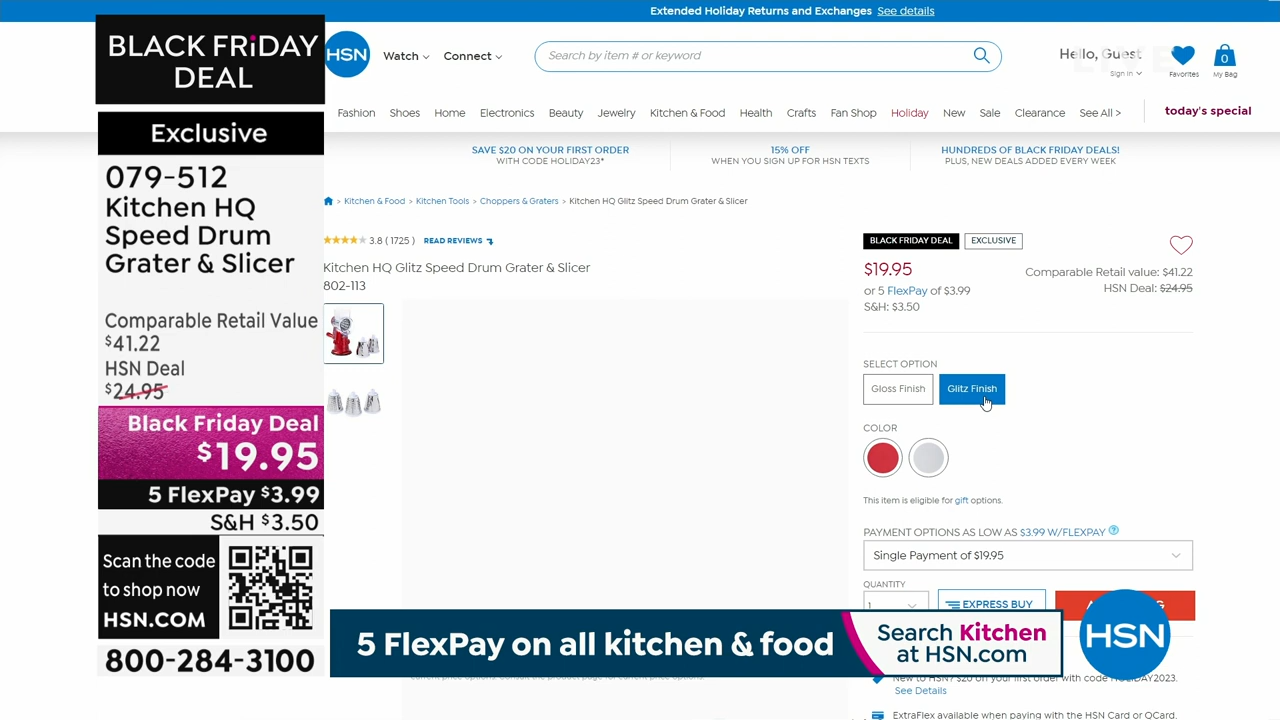 Extended Holiday Returns and Exchanges See details
BLACK FRiDAY
DEAL
HSN
Watch
Connect
Search by item # or keyword
Hello, Guest
Sign In
Favorites
0
My Bag
Fashion Shoes Home Electronics Beauty Jewelry Kitchen & Food Health Crafts Fan Shop Holiday New Sale Clearance See All > today's special
Exclusive
SAVE $20 ON YOUR FIRST ORDER
WITH CODE HOLIDAY23*
15% OFF
WHEN YOU SIGN UP FOR HSN TEXTS
HUNDREDS OF BLACK FRIDAY DEALS!
PLUS, NEW DEALS ADDED EVERY WEEK
079-512
Kitchen HQ
Speed Drum
Grater & Slicer
Comparable Retail Value
$41.22
HSN Deal
$24.95
Black Friday Deal
$19.95
5 FlexPay $3.99
S&H $3.50
Scan the code
to shop now
HSN.COM
800-284-3100
> Kitchen & Food > Kitchen Tools > Choppers & Graters > Kitchen HQ Glitz Speed Drum Grater & Slicer
3.8 ( 1725 ) READ REVIEWS
Kitchen HQ Glitz Speed Drum Grater & Slicer
802-113
BLACK FRIDAY DEAL
EXCLUSIVE
$19.95
or 5 FlexPay of $3.99
S&H: $3.50
Comparable Retail value: $41.22
HSN Deal: $24.95
SELECT OPTION
Gloss Finish
Glitz Finish
COLOR
This item is eligible for gift options.
PAYMENT OPTIONS AS LOW AS $3.99 W/FLEXPAY
Single Payment of $19.95
QUANTITY
1
EXPRESS BUY
5 FlexPay on all kitchen & food
Search Kitchen
at HSN.com
HSN
New to HSN? $20 on your first order with code HOLIDAY2023.
See Details
ExtraFlex available when paying with the HSN Card or QCard.